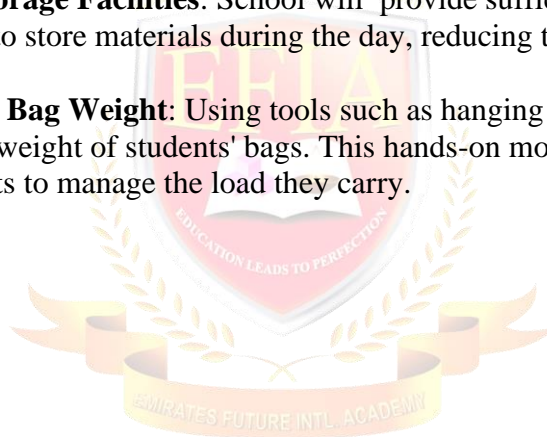 orage Facilities: School will provide suffic
to store materials during the day, reducing t
Bag Weight: Using tools such as hanging
weight of students' bags. This hands-on mo
ts to manage the load they carry.
EFIA
EDUCATION LEADS TO PERFECTION
EMIRATES FUTURE INTL. ACADEMY